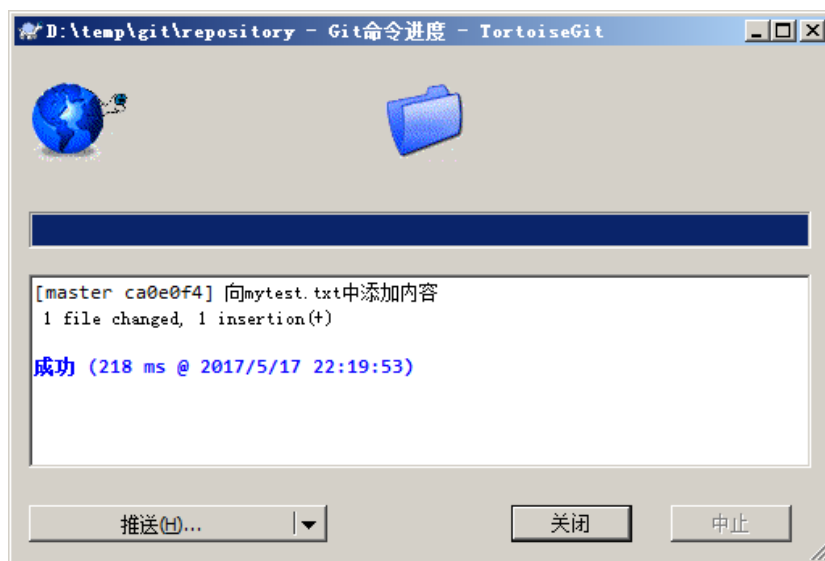 D:\temp\git\repository - Git命令进度 - TortoiseGit
[master ca0e0f4] 向mytest.txt中添加内容
1 file changed, 1 insertion(+)
成功 (218 ms @ 2017/5/17 22:19:53)
推送(H)...
关闭
中止